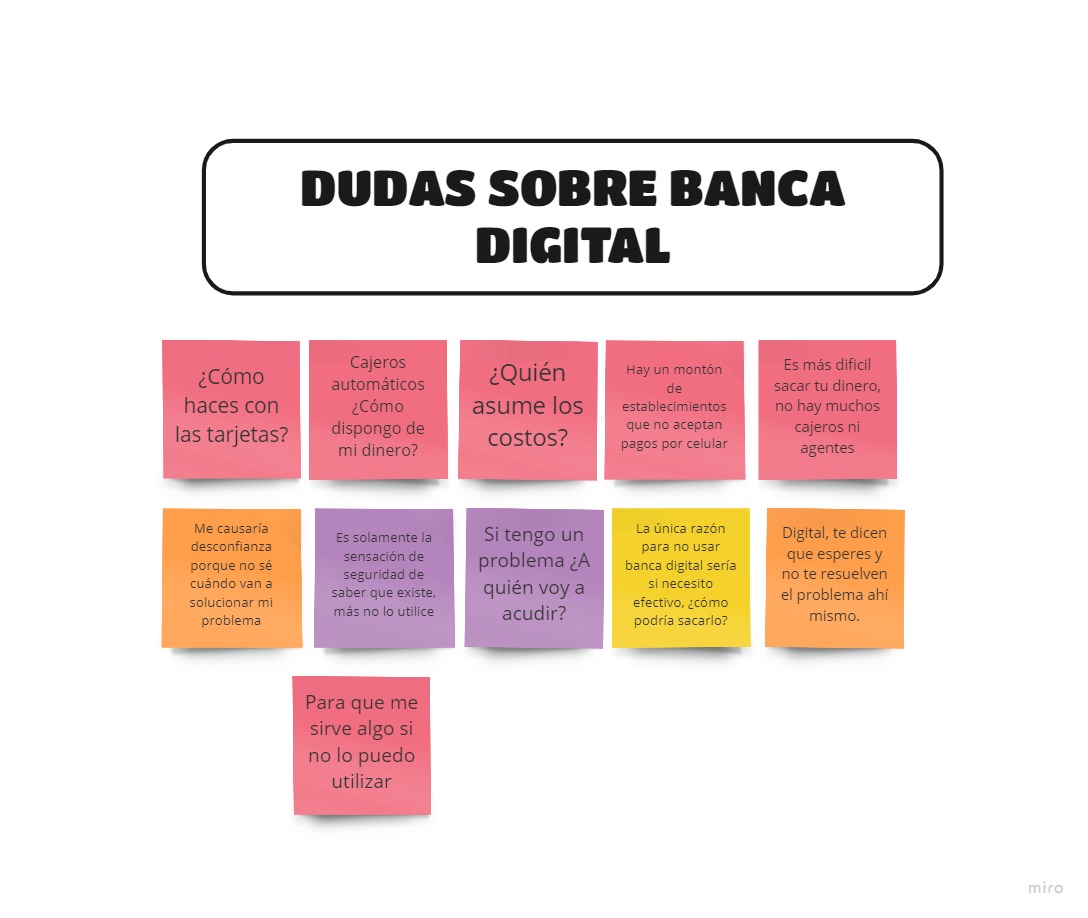 DUDAS SOBRE BANCA
DIGITAL
¿Cómo
haces con
las tarjetas?
Cajeros
automáticos
¿Cómo
dispongo de
mi dinero?
¿Quién
asume los
costos?
Hay un montón
de
establecimientos
que no aceptan
pagos por celular
Es más dificil
sacar tu dinero,
no hay muchos
cajeros ni
agentes
Me causaría
desconfianza
porque no sé
cuándo van a
solucionar mi
problema
Es solamente la
sensación de
seguridad de
saber que existe,
más no lo utilice
Si tengo un
problema ¿A
quién voy a
acudir?
La única razón
para no usar
banca digital sería
si necesito
efectivo, ¿cómo
podría sacarlo?
Digital, te dicen
que esperes y
no te resuelven
el problema ahí
mismo.
Para que me
sirve algo si
no lo puedo
utilizar
miro